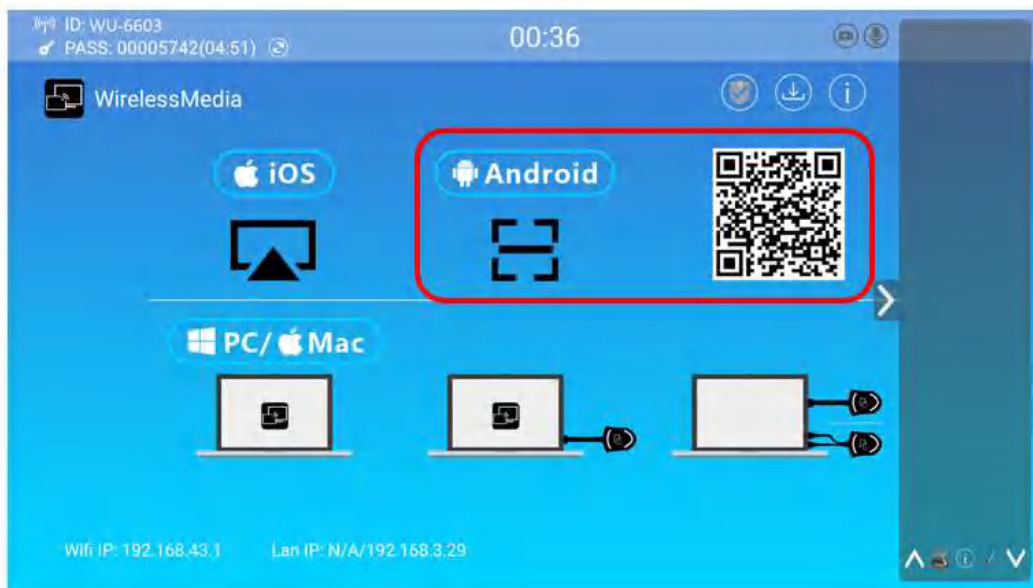 ID: WU-6603
PASS: 00005742(04:51)
00:36
WirelessMedia
iOS
Android
PC/ Mac
Wifi IP: 192.168.43.1
Lan IP: N/A/192.168.3.29